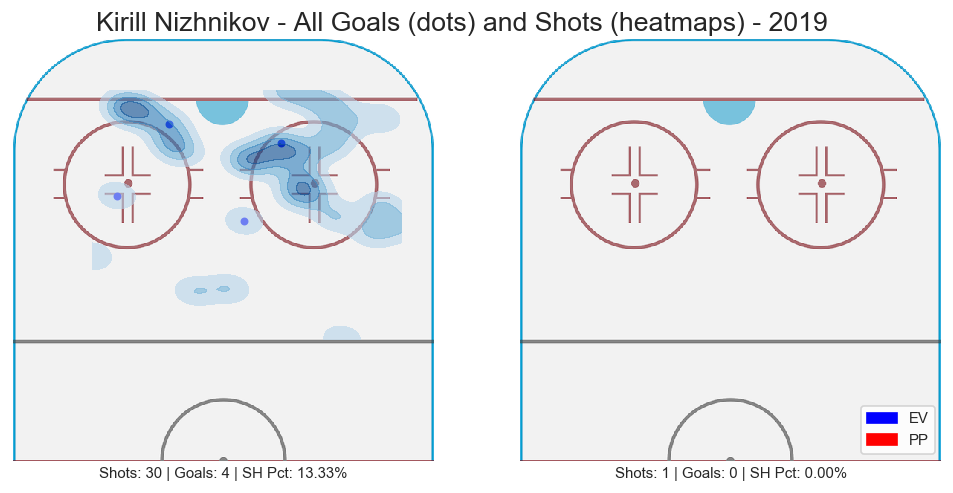 Kirill Nizhnikov - All Goals (dots) and Shots (heatmaps) - 2019
EV
PP
Shots: 30 | Goals: 4 | SH Pct: 13.33%
Shots: 1 | Goals: 0 | SH Pct: 0.00%